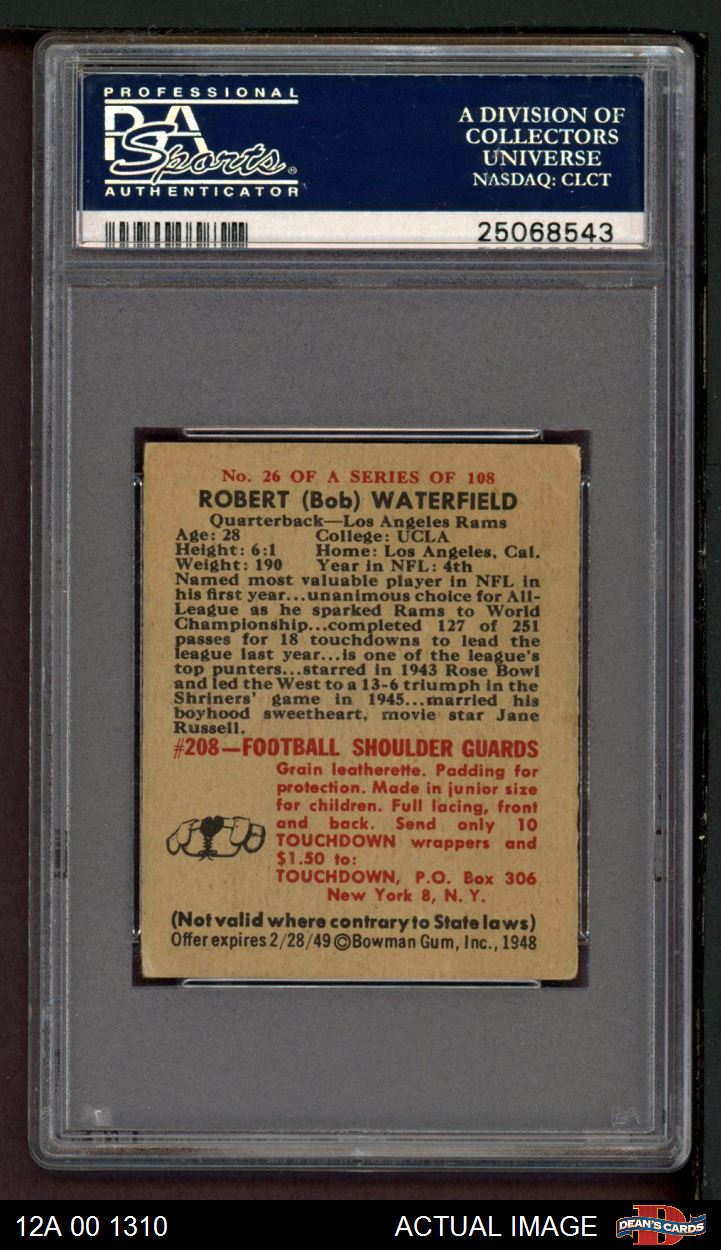 PROFESSIONAL
PSA
Sports®
AUTHENTICATOR
A DIVISION OF
COLLECTORS
UNIVERSE
NASDAQ: CLCT
25068543
No. 26 OF A SERIES OF 108
ROBERT (Bob) WATERFIELD
Quarterback—Los Angeles Rams
Age: 28 College: UCLA
Height: 6:1 Home: Los Angeles, Cal.
Weight: 190 Year in NFL: 4th
Named most valuable player in NFL in
his first year...unanimous choice for All-
League as he sparked Rams to World
Championship...completed 127 of 251
passes for 18 touchdowns to lead the
league last year...is one of the league's
top punters...starred in 1943 Rose Bowl
and led the West to a 13-6 triumph in the
Shriners' game in 1945...married his
boyhood sweetheart, movie star Jane
Russell.
#208—FOOTBALL SHOULDER GUARDS
Grain leatherette. Padding for
protection. Made in junior size
for children. Full lacing, front
and back. Send only 10
TOUCHDOWN wrappers and
$1.50 to:
TOUCHDOWN, P.O. Box 306
New York 8, N. Y.
(Not valid where contrary to State laws)
Offer expires 2/28/49 ©Bowman Gum, Inc., 1948
12A 00 1310
ACTUAL IMAGE
DEAN'S CARDS